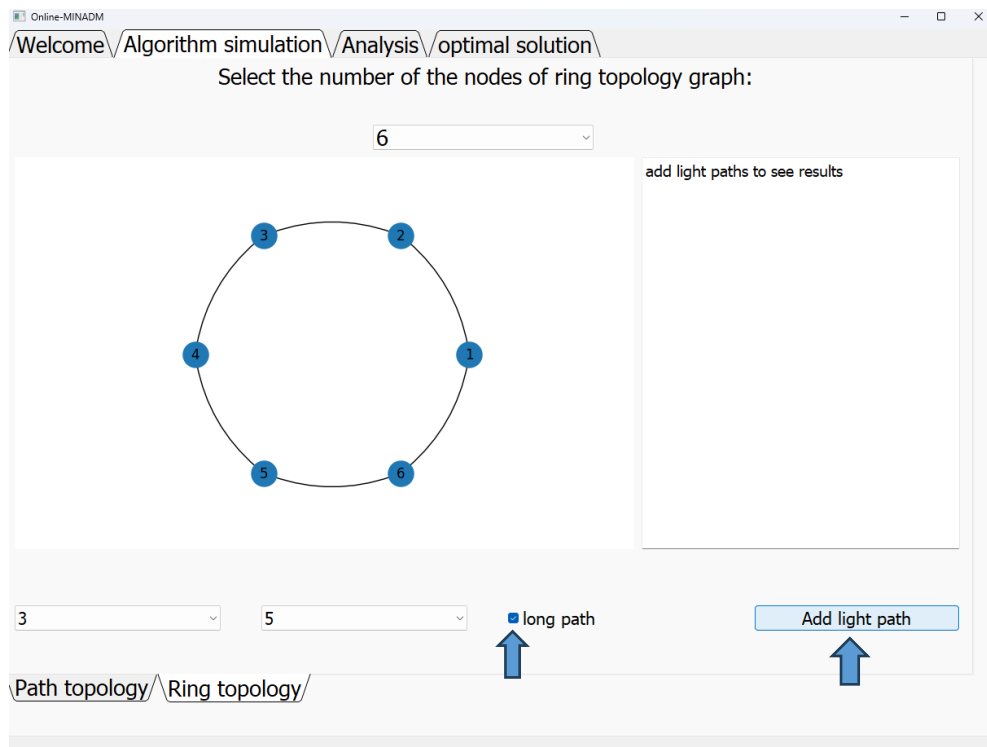 Online-MINADM
Welcome Algorithm simulation Analysis optimal solution
Select the number of the nodes of ring topology graph:
6
add light paths to see results
3 2
4 1
5 6
3 5 long path Add light path
Path topology Ring topology